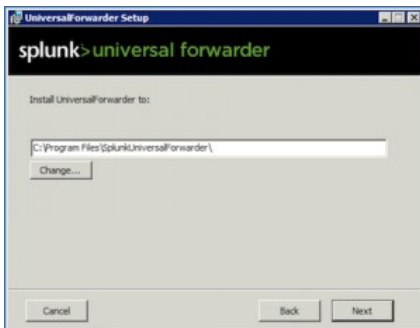 UniversalForwarder Setup
splunk>universal forwarder
Install UniversalForwarder to:
C:\Program Files\SplunkUniversalForwarder\
Change...
Cancel
Back
Next